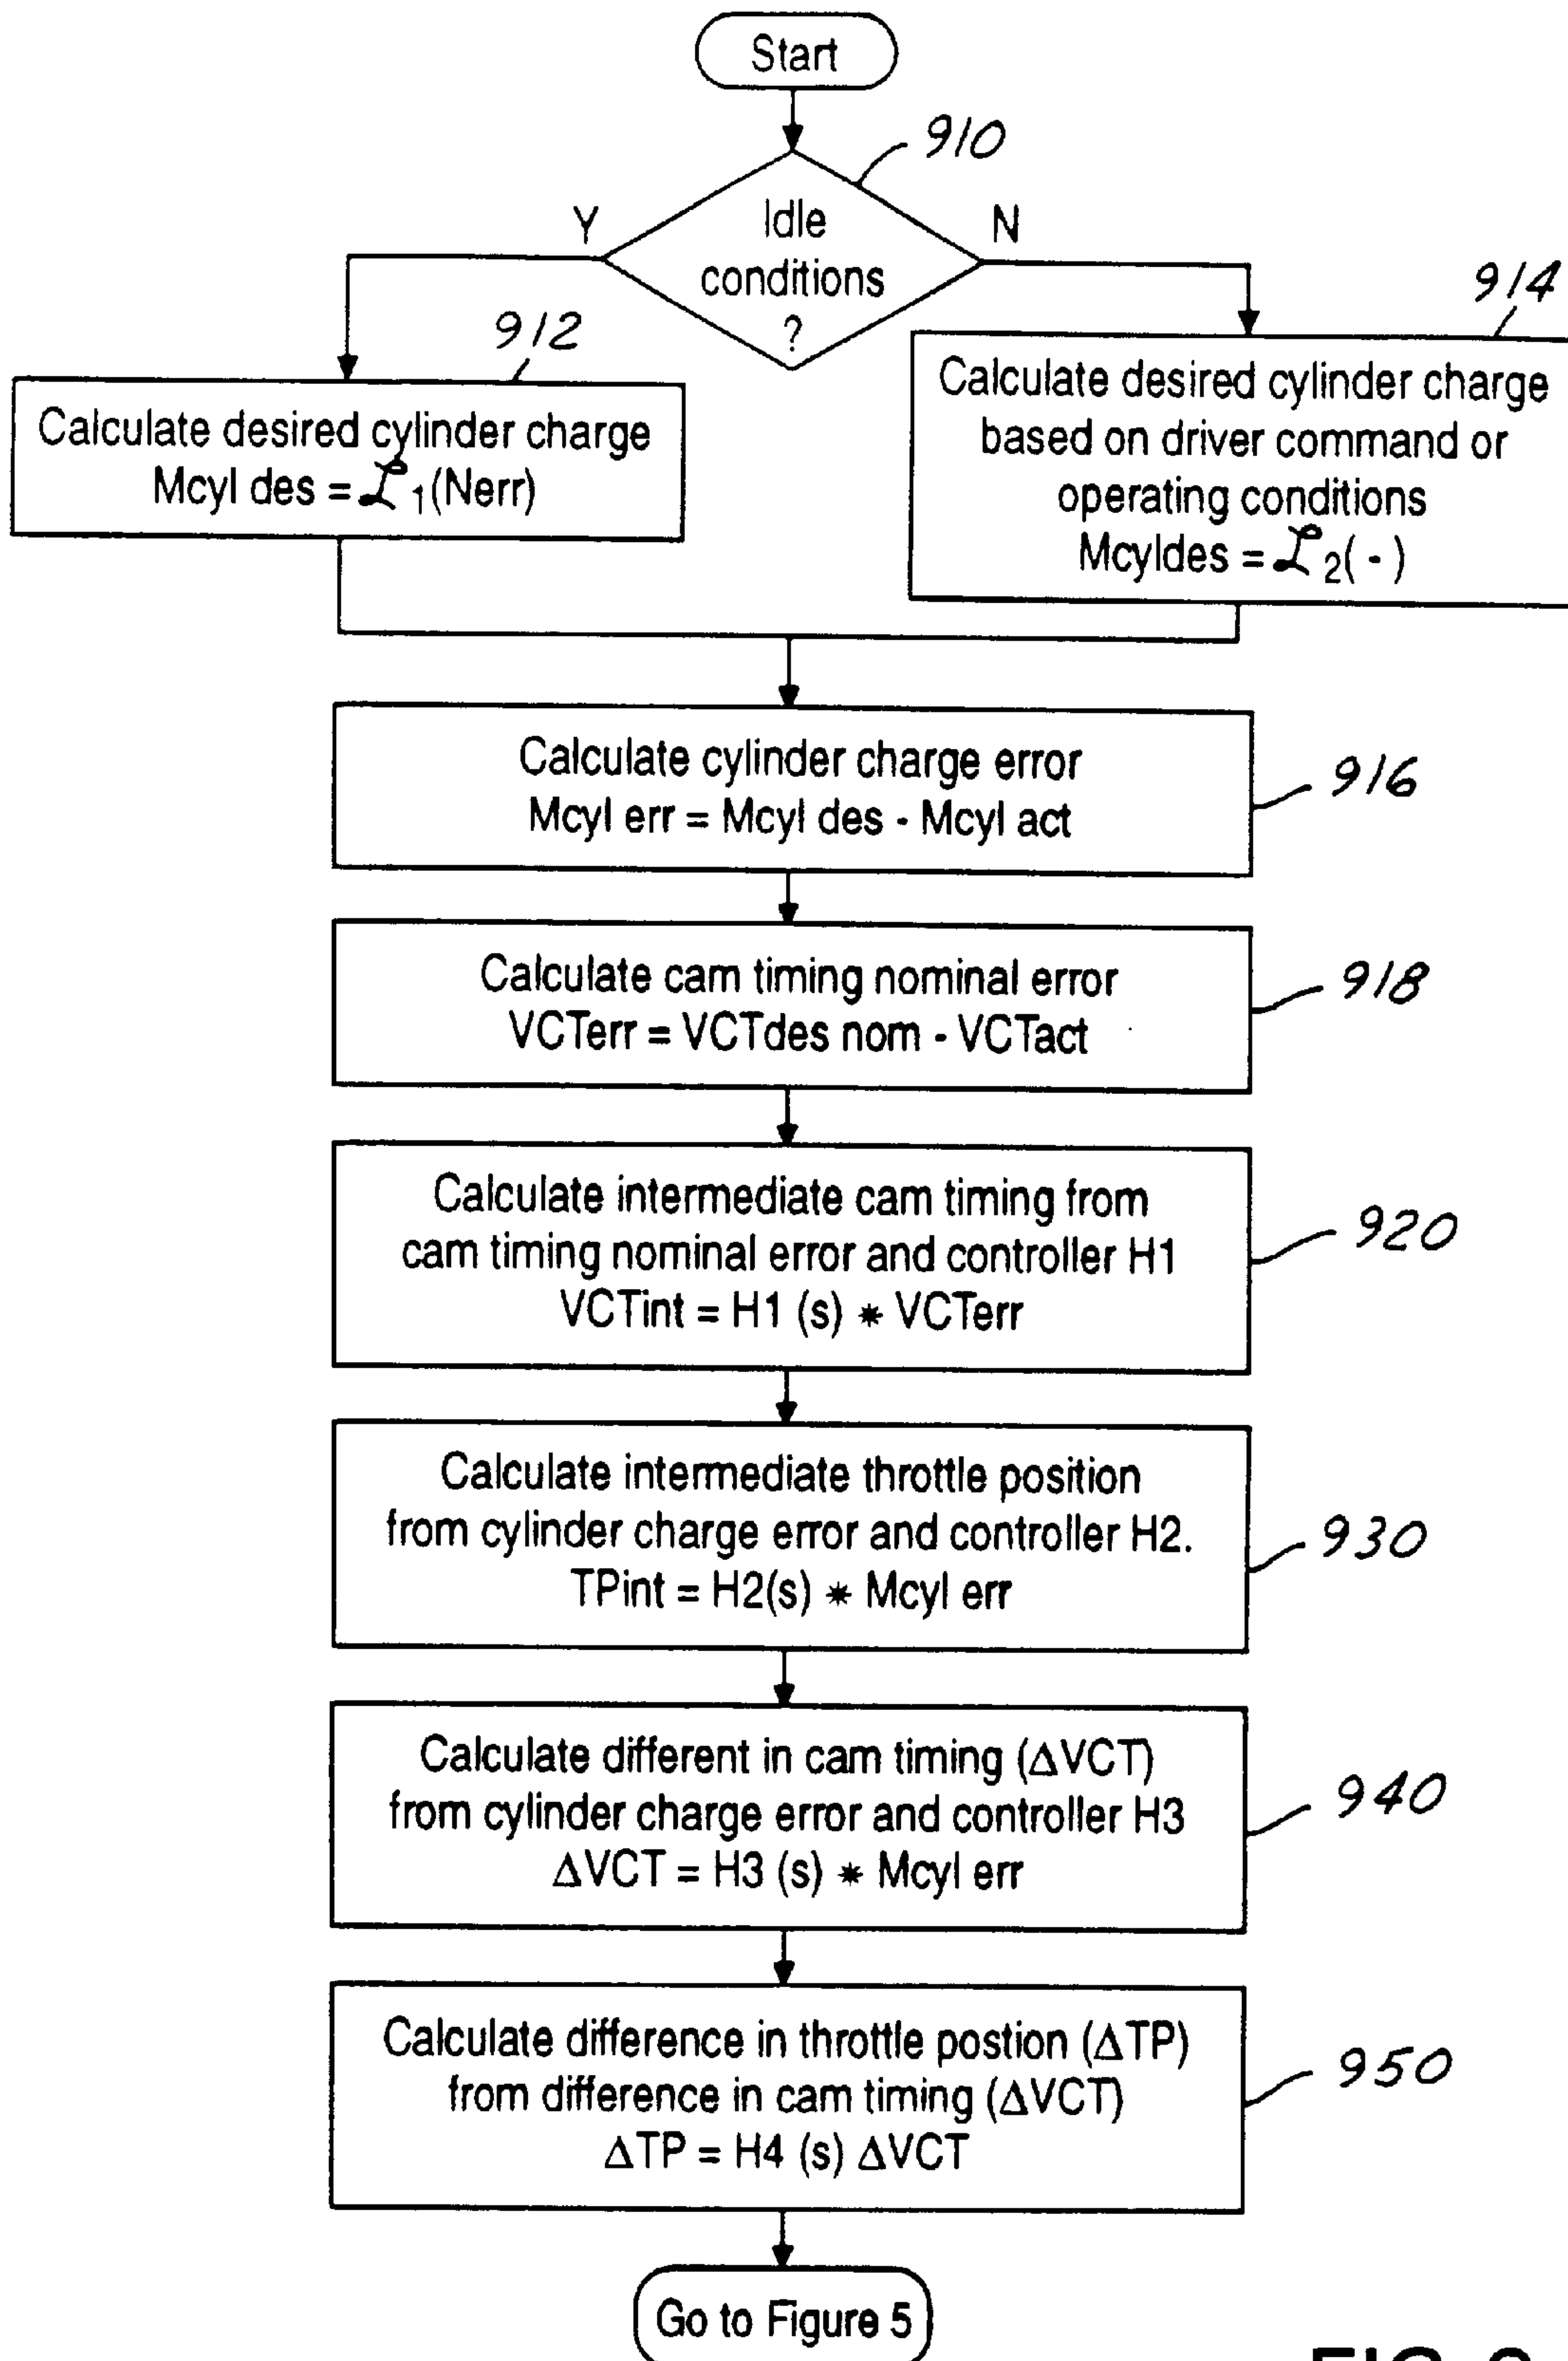 Start
910
Idle
conditions
?
Y
N
912
Calculate desired cylinder charge
Mcyl des = ℒ1(Nerr)
914
Calculate desired cylinder charge
based on driver command or
operating conditions
Mcyldes = ℒ2( - )
Calculate cylinder charge error
Mcyl err = Mcyl des - Mcyl act
916
Calculate cam timing nominal error
VCTerr = VCTdes nom - VCTact
918
Calculate intermediate cam timing from
cam timing nominal error and controller H1
VCTint = H1 (s) * VCTerr
920
Calculate intermediate throttle position
from cylinder charge error and controller H2.
TPint = H2(s) * Mcyl err
930
Calculate different in cam timing (ΔVCT)
from cylinder charge error and controller H3
ΔVCT = H3 (s) * Mcyl err
940
Calculate difference in throttle postion (ΔTP)
from difference in cam timing (ΔVCT)
ΔTP = H4 (s) ΔVCT
950
Go to Figure 5